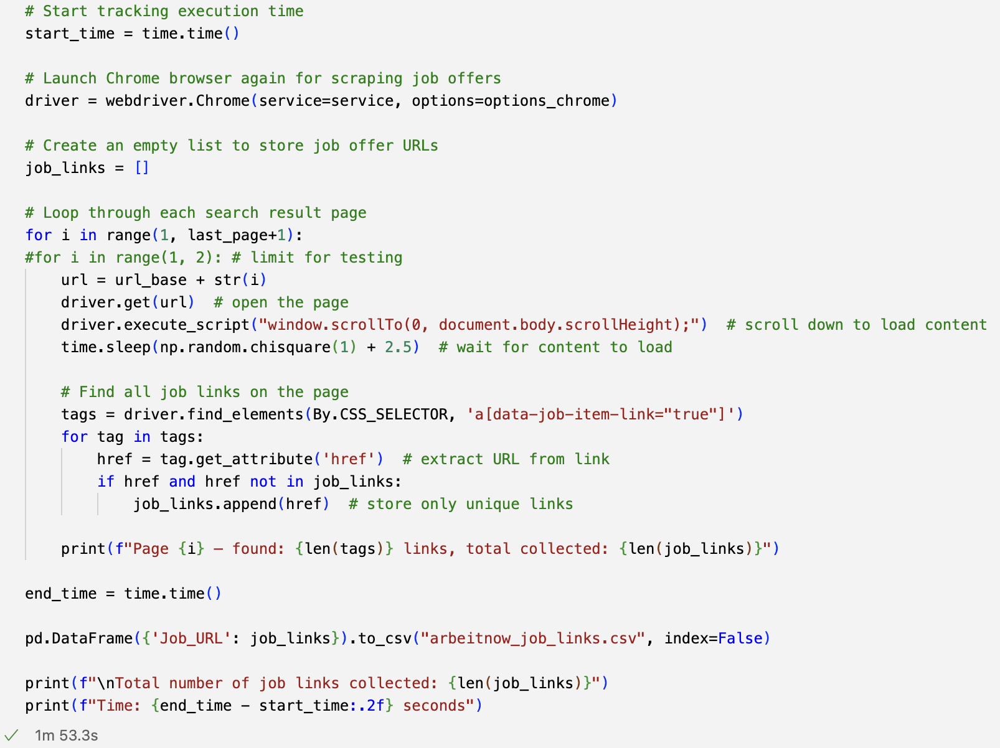 # Start tracking execution time
start_time = time.time()

# Launch Chrome browser again for scraping job offers
driver = webdriver.Chrome(service=service, options=options_chrome)

# Create an empty list to store job offer URLs
job_links = []

# Loop through each search result page
for i in range(1, last_page+1):
#for i in range(1, 2): # limit for testing
    url = url_base + str(i)
    driver.get(url)  # open the page
    driver.execute_script("window.scrollTo(0, document.body.scrollHeight);")  # scroll down to load content
    time.sleep(np.random.chisquare(1) + 2.5)  # wait for content to load

    # Find all job links on the page
    tags = driver.find_elements(By.CSS_SELECTOR, 'a[data-job-item-link="true"]')
    for tag in tags:
        href = tag.get_attribute('href')  # extract URL from link
        if href and href not in job_links:
            job_links.append(href)  # store only unique links

    print(f"Page {i} – found: {len(tags)} links, total collected: {len(job_links)}")

end_time = time.time()

pd.DataFrame({'Job_URL': job_links}).to_csv("arbeitnow_job_links.csv", index=False)

print(f"\nTotal number of job links collected: {len(job_links)}")
print(f"Time: {end_time - start_time:.2f} seconds")
1m 53.3s